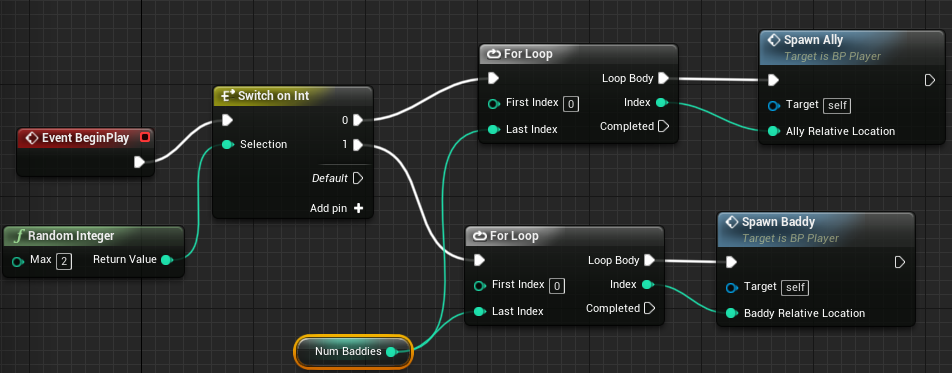 Event BeginPlay
Random Integer
Max 2 Return Value
Switch on Int
0
Selection 1
Default
Add pin
For Loop
Loop Body
First Index 0 Index
Last Index Completed
Spawn Ally
Target is BP Player
Target self
Ally Relative Location
For Loop
Loop Body
First Index 0 Index
Last Index Completed
Spawn Baddy
Target is BP Player
Target self
Baddy Relative Location
Num Baddies